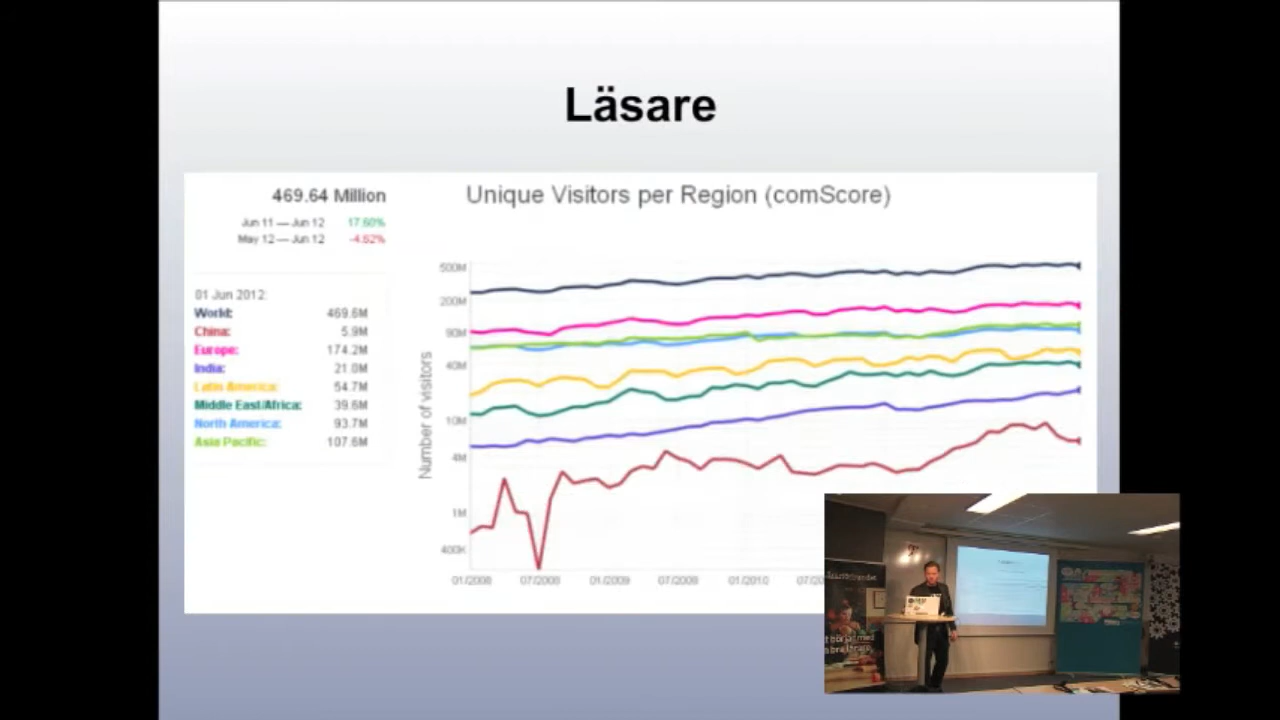 Läsare
469.64 Million
Jun 11 — Jun 12 17.60%
May 12 — Jun 12 -4.62%
Unique Visitors per Region (comScore)
01 Jun 2012:
World: 469.6M
China: 5.9M
Europe: 174.2M
India: 21.0M
Latin America: 54.7M
Middle East/Africa: 39.6M
North America: 93.7M
Asia Pacific: 107.6M
Number of visitors
500M
200M
90M
40M
10M
4M
1M
400K
01/2008 07/2008 01/2009 07/2009 01/2010